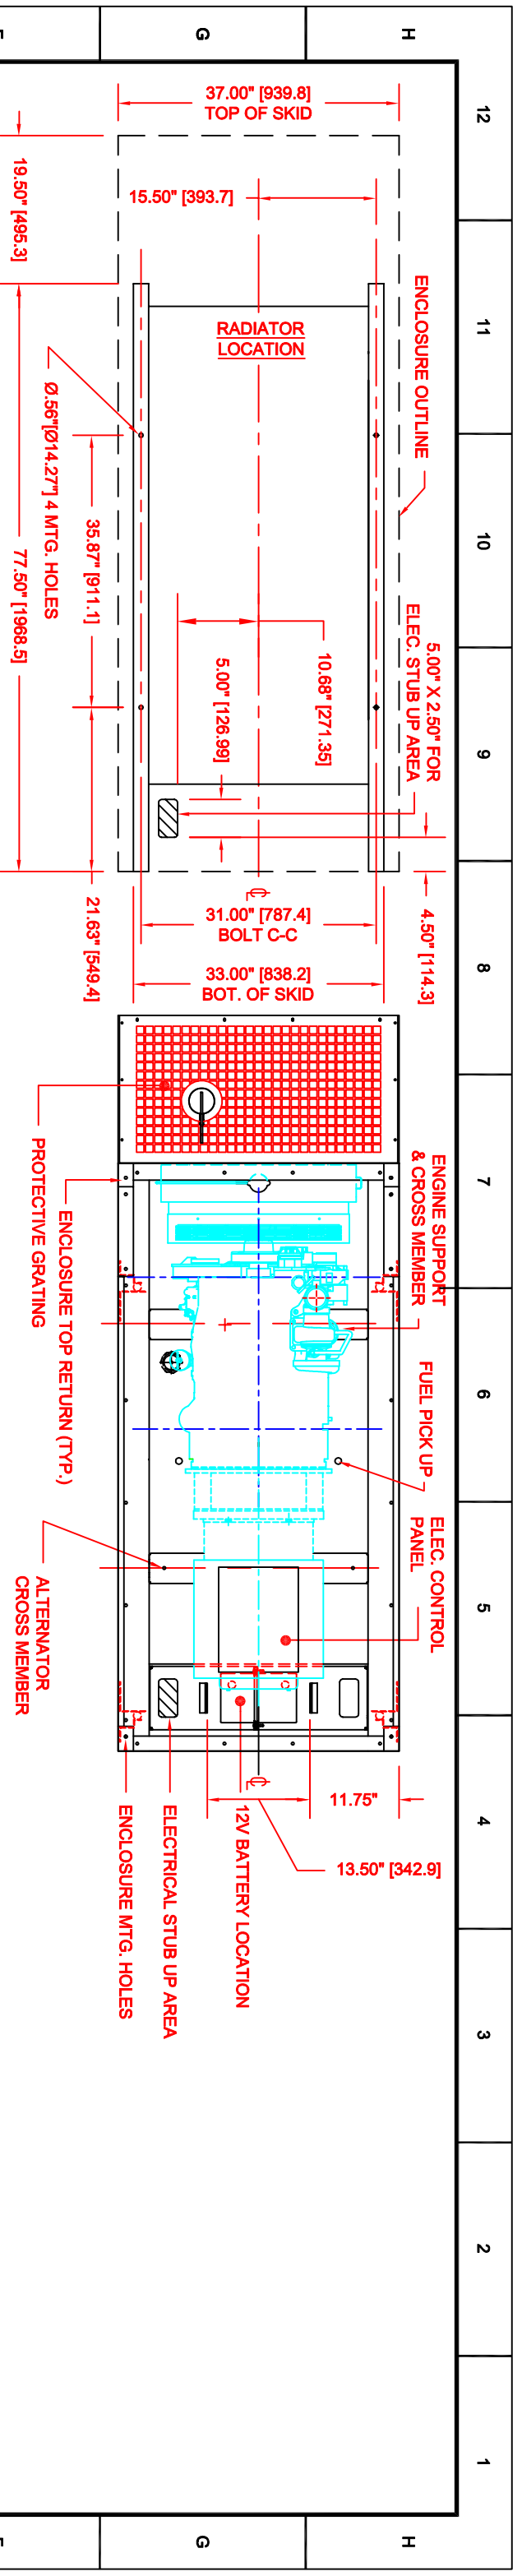 12
11
10
9
8
7
6
5
4
3
2
1
H
G
H
G
37.00" [939.8]
TOP OF SKID
15.50" [393.7]
19.50" [495.3]
ENCLOSURE OUTLINE
RADIATOR
LOCATION
Ø.56"[Ø14.27"] 4 MTG. HOLES
35.87" [911.1]
77.50" [1968.5]
5.00" X 2.50" FOR
ELEC. STUB UP AREA
10.68" [271.35]
5.00" [126.99]
4.50" [114.3]
21.63" [549.4]
31.00" [787.4]
BOLT C-C
33.00" [838.2]
BOT. OF SKID
ENGINE SUPPORT
& CROSS MEMBER
FUEL PICK UP
ELEC. CONTROL
PANEL
PROTECTIVE GRATING
ENCLOSURE TOP RETURN (TYP.)
ALTERNATOR
CROSS MEMBER
11.75"
13.50" [342.9]
12V BATTERY LOCATION
ELECTRICAL STUB UP AREA
ENCLOSURE MTG. HOLES